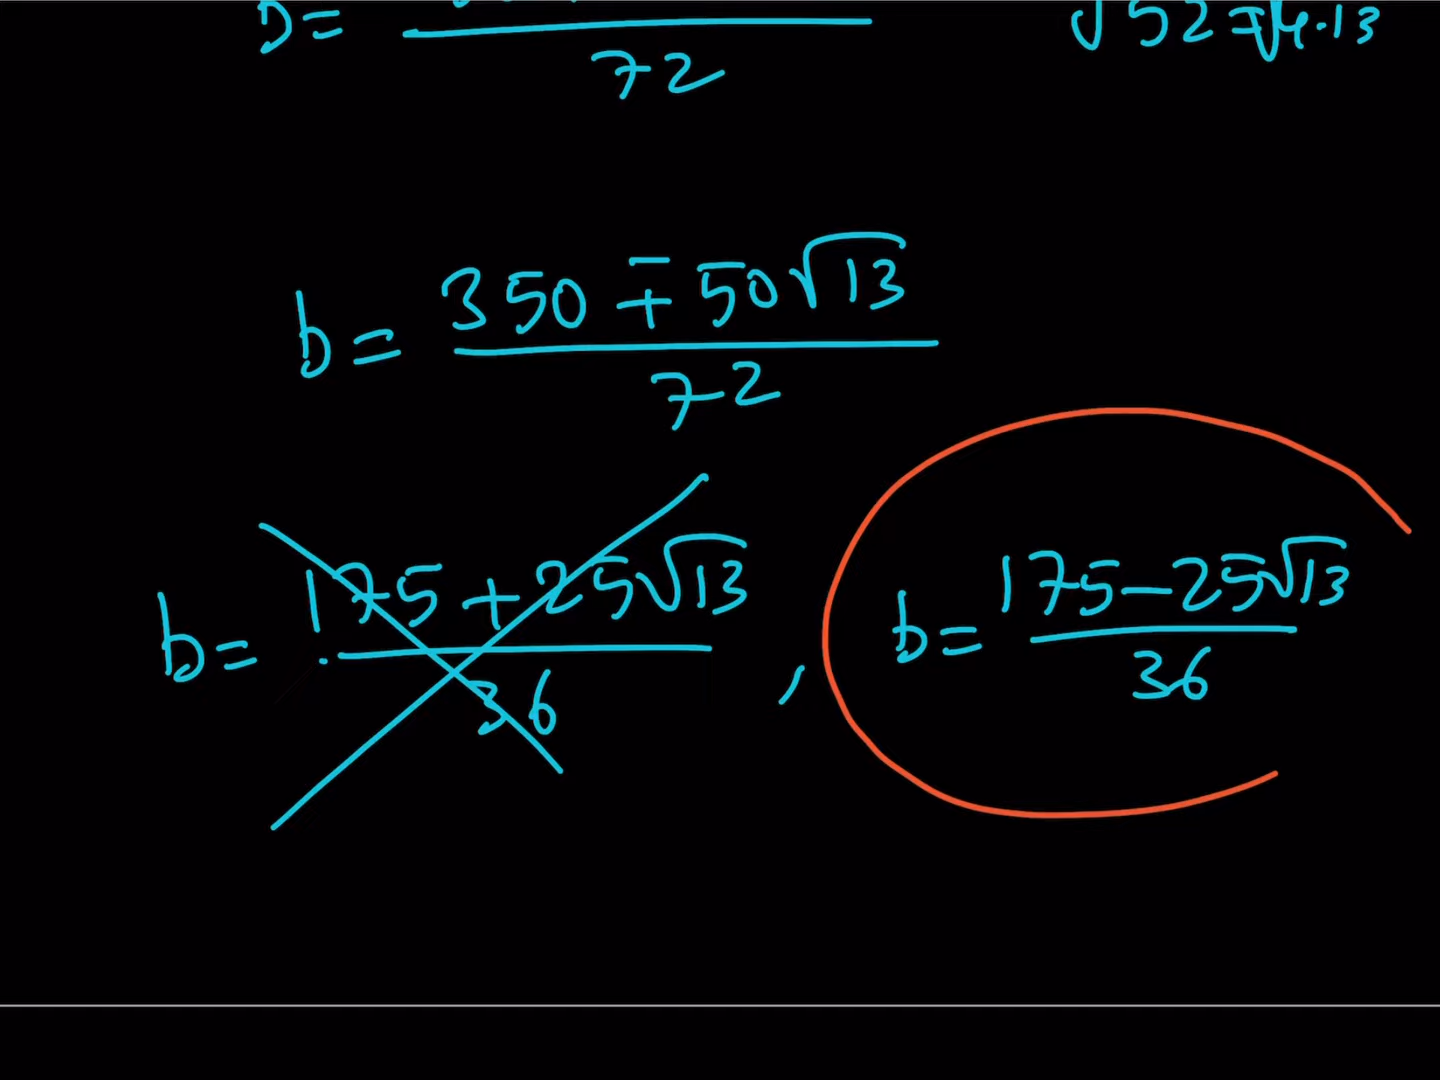 b = 72 √52 = √4·13
b = 350 ∓ 50√13 / 72
b = 175 + 25√13 / 36 , b = 175 – 25√13 / 36